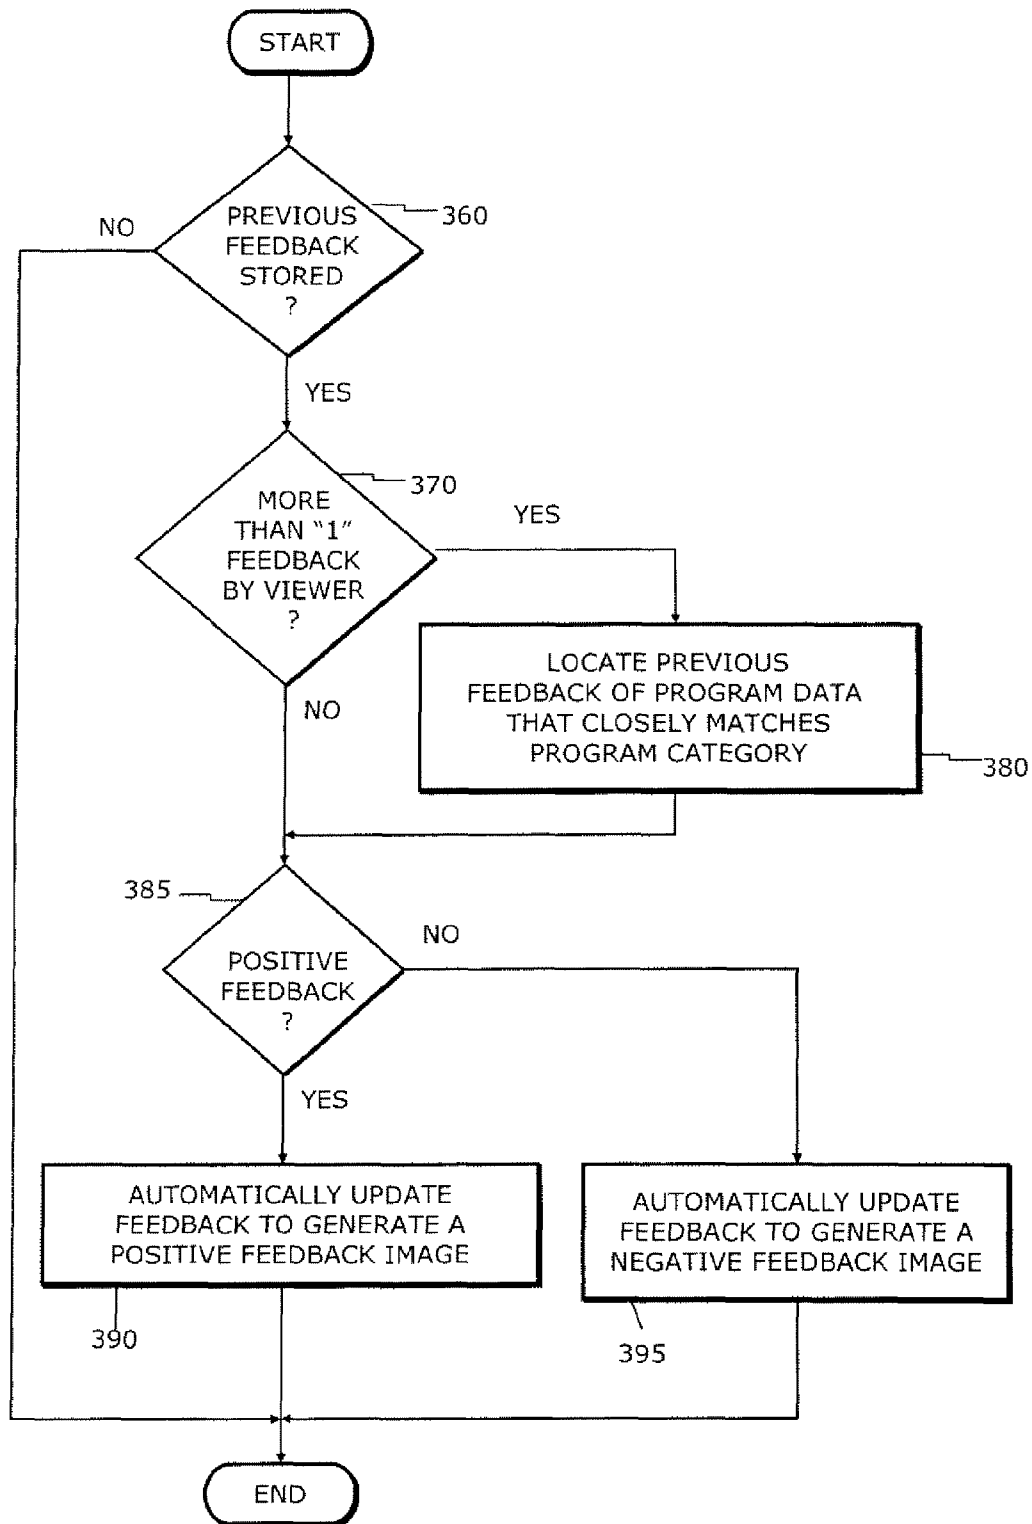 START
PREVIOUS
FEEDBACK
STORED
?
360
NO
YES
MORE
THAN “1”
FEEDBACK
BY VIEWER
?
370
YES
NO
LOCATE PREVIOUS
FEEDBACK OF PROGRAM DATA
THAT CLOSELY MATCHES
PROGRAM CATEGORY
380
385
POSITIVE
FEEDBACK
?
NO
YES
AUTOMATICALLY UPDATE
FEEDBACK TO GENERATE A
POSITIVE FEEDBACK IMAGE
390
AUTOMATICALLY UPDATE
FEEDBACK TO GENERATE A
NEGATIVE FEEDBACK IMAGE
395
END